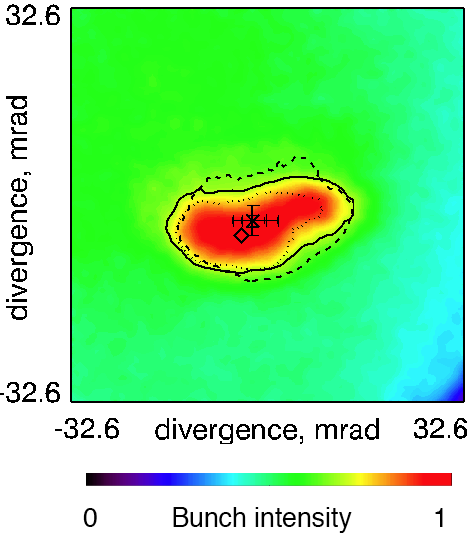 32.6
divergence, mrad
-32.6
-32.6 divergence, mrad 32.6
0 Bunch intensity 1